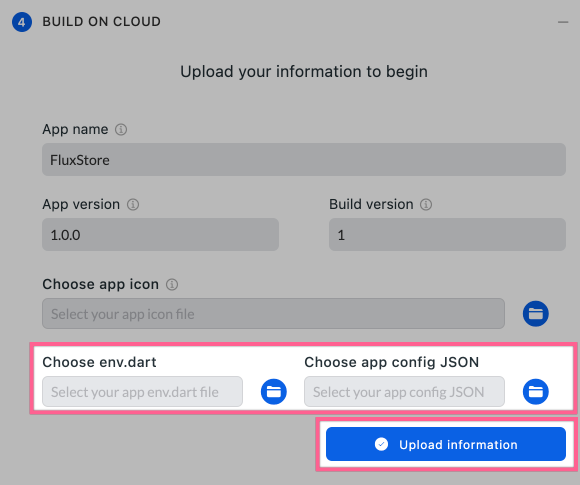 4 BUILD ON CLOUD
Upload your information to begin
App name
FluxStore
App version Build version
1.0.0 1
Choose app icon
Select your app icon file
Choose env.dart Choose app config JSON
Select your app env.dart file Select your app config JSON
Upload information